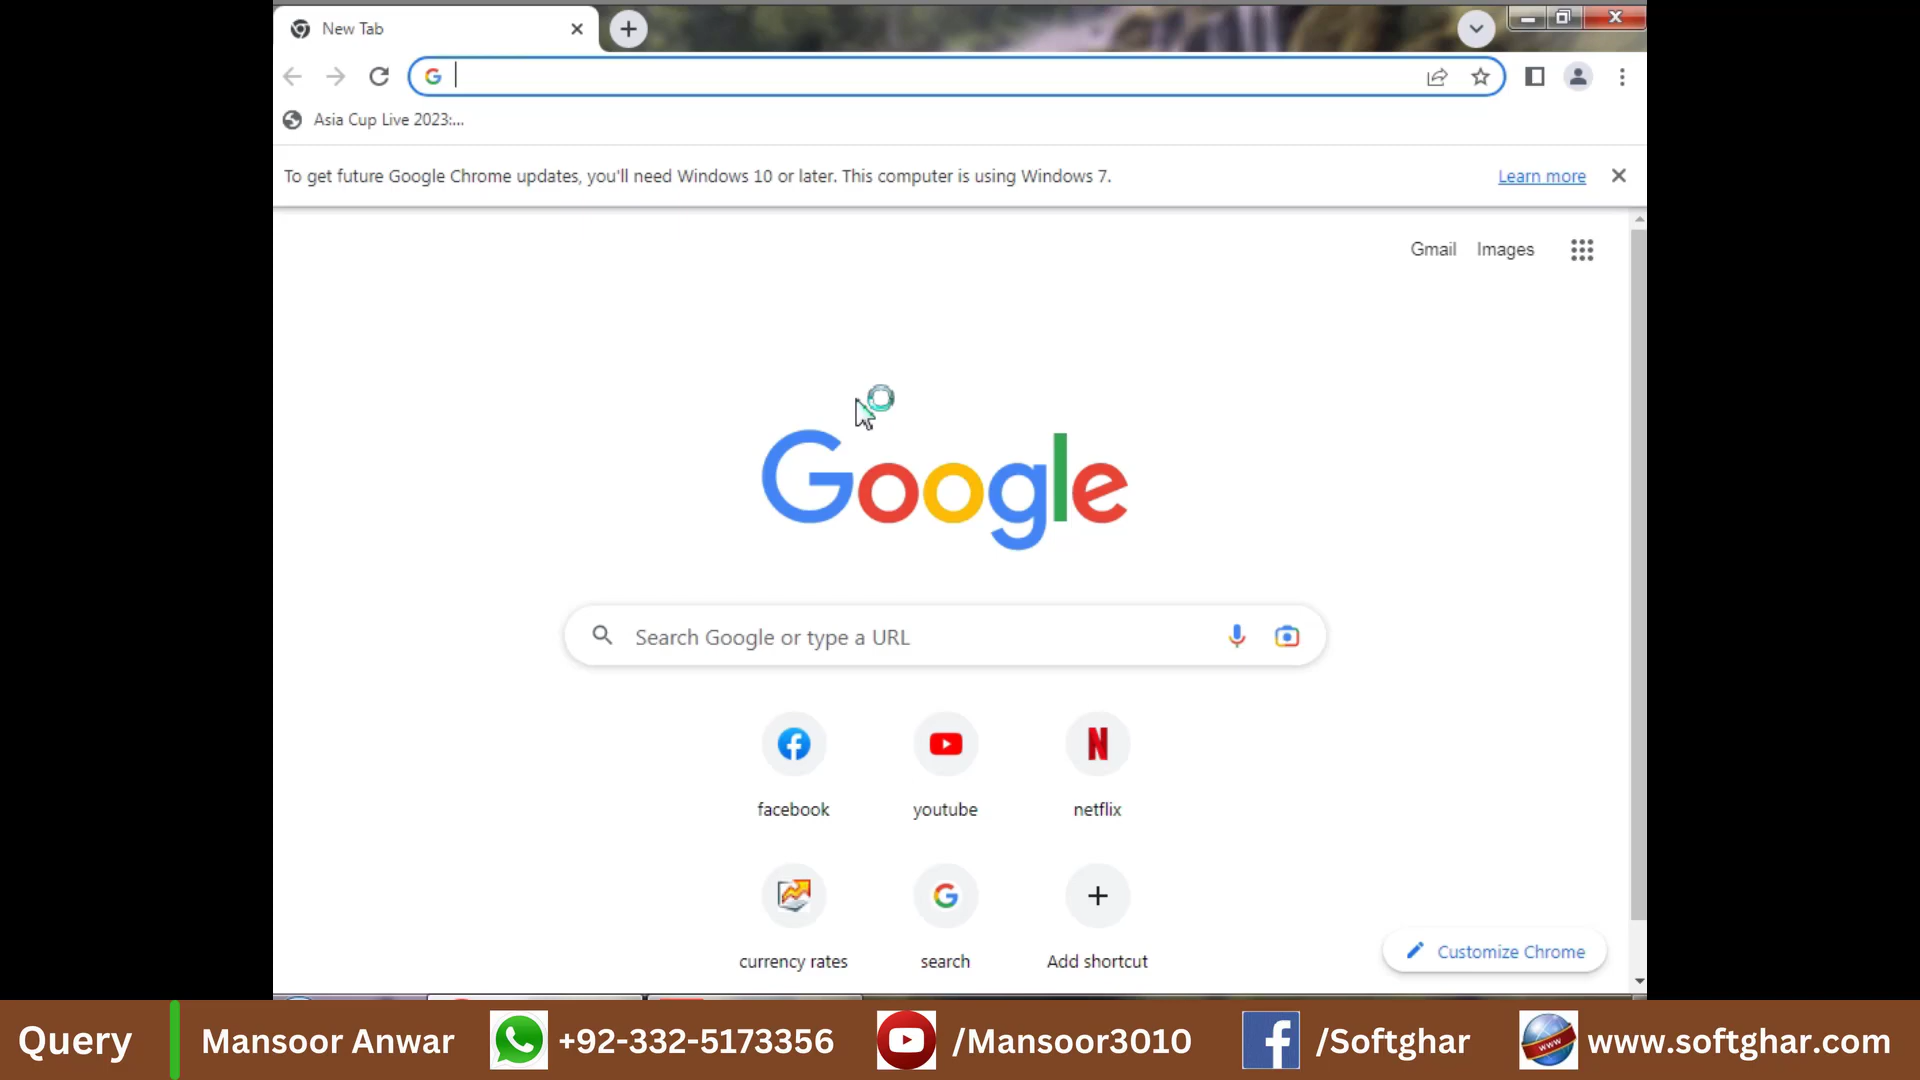 New Tab
Asia Cup Live 2023:...
To get future Google Chrome updates, you'll need Windows 10 or later. This computer is using Windows 7. Learn more
Gmail Images
Google
Search Google or type a URL
facebook youtube netflix
currency rates search Add shortcut
Customize Chrome
Query Mansoor Anwar +92-332-5173356 /Mansoor3010 /Softghar www.softghar.com